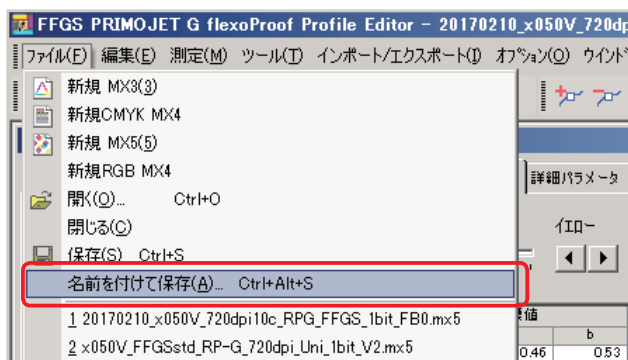 FFGS PRIMOJET G flexoProof Profile Editor - 20170210_x050V_720dp
ファイル(F) 編集(E) 測定(M) ツール(T) インポート/エクスポート(I) オプション(O) ウインド
新規 MX3(3)
新規CMYK MX4
新規 MX5(5)
新規RGB MX4
詳細パラメータ
開く(O)... Ctrl+O
閉じる(C)
イエロー
保存(S) Ctrl+S
名前を付けて保存(A)... Ctrl+Alt+S
1 20170210_x050V_720dpi10c_RPG_FFGS_1bit_FB0.mx5
値
b
2 x050V_FFGSstd_RP-G_720dpi_Uni_1bit_V2.mx5
0.46 0.53